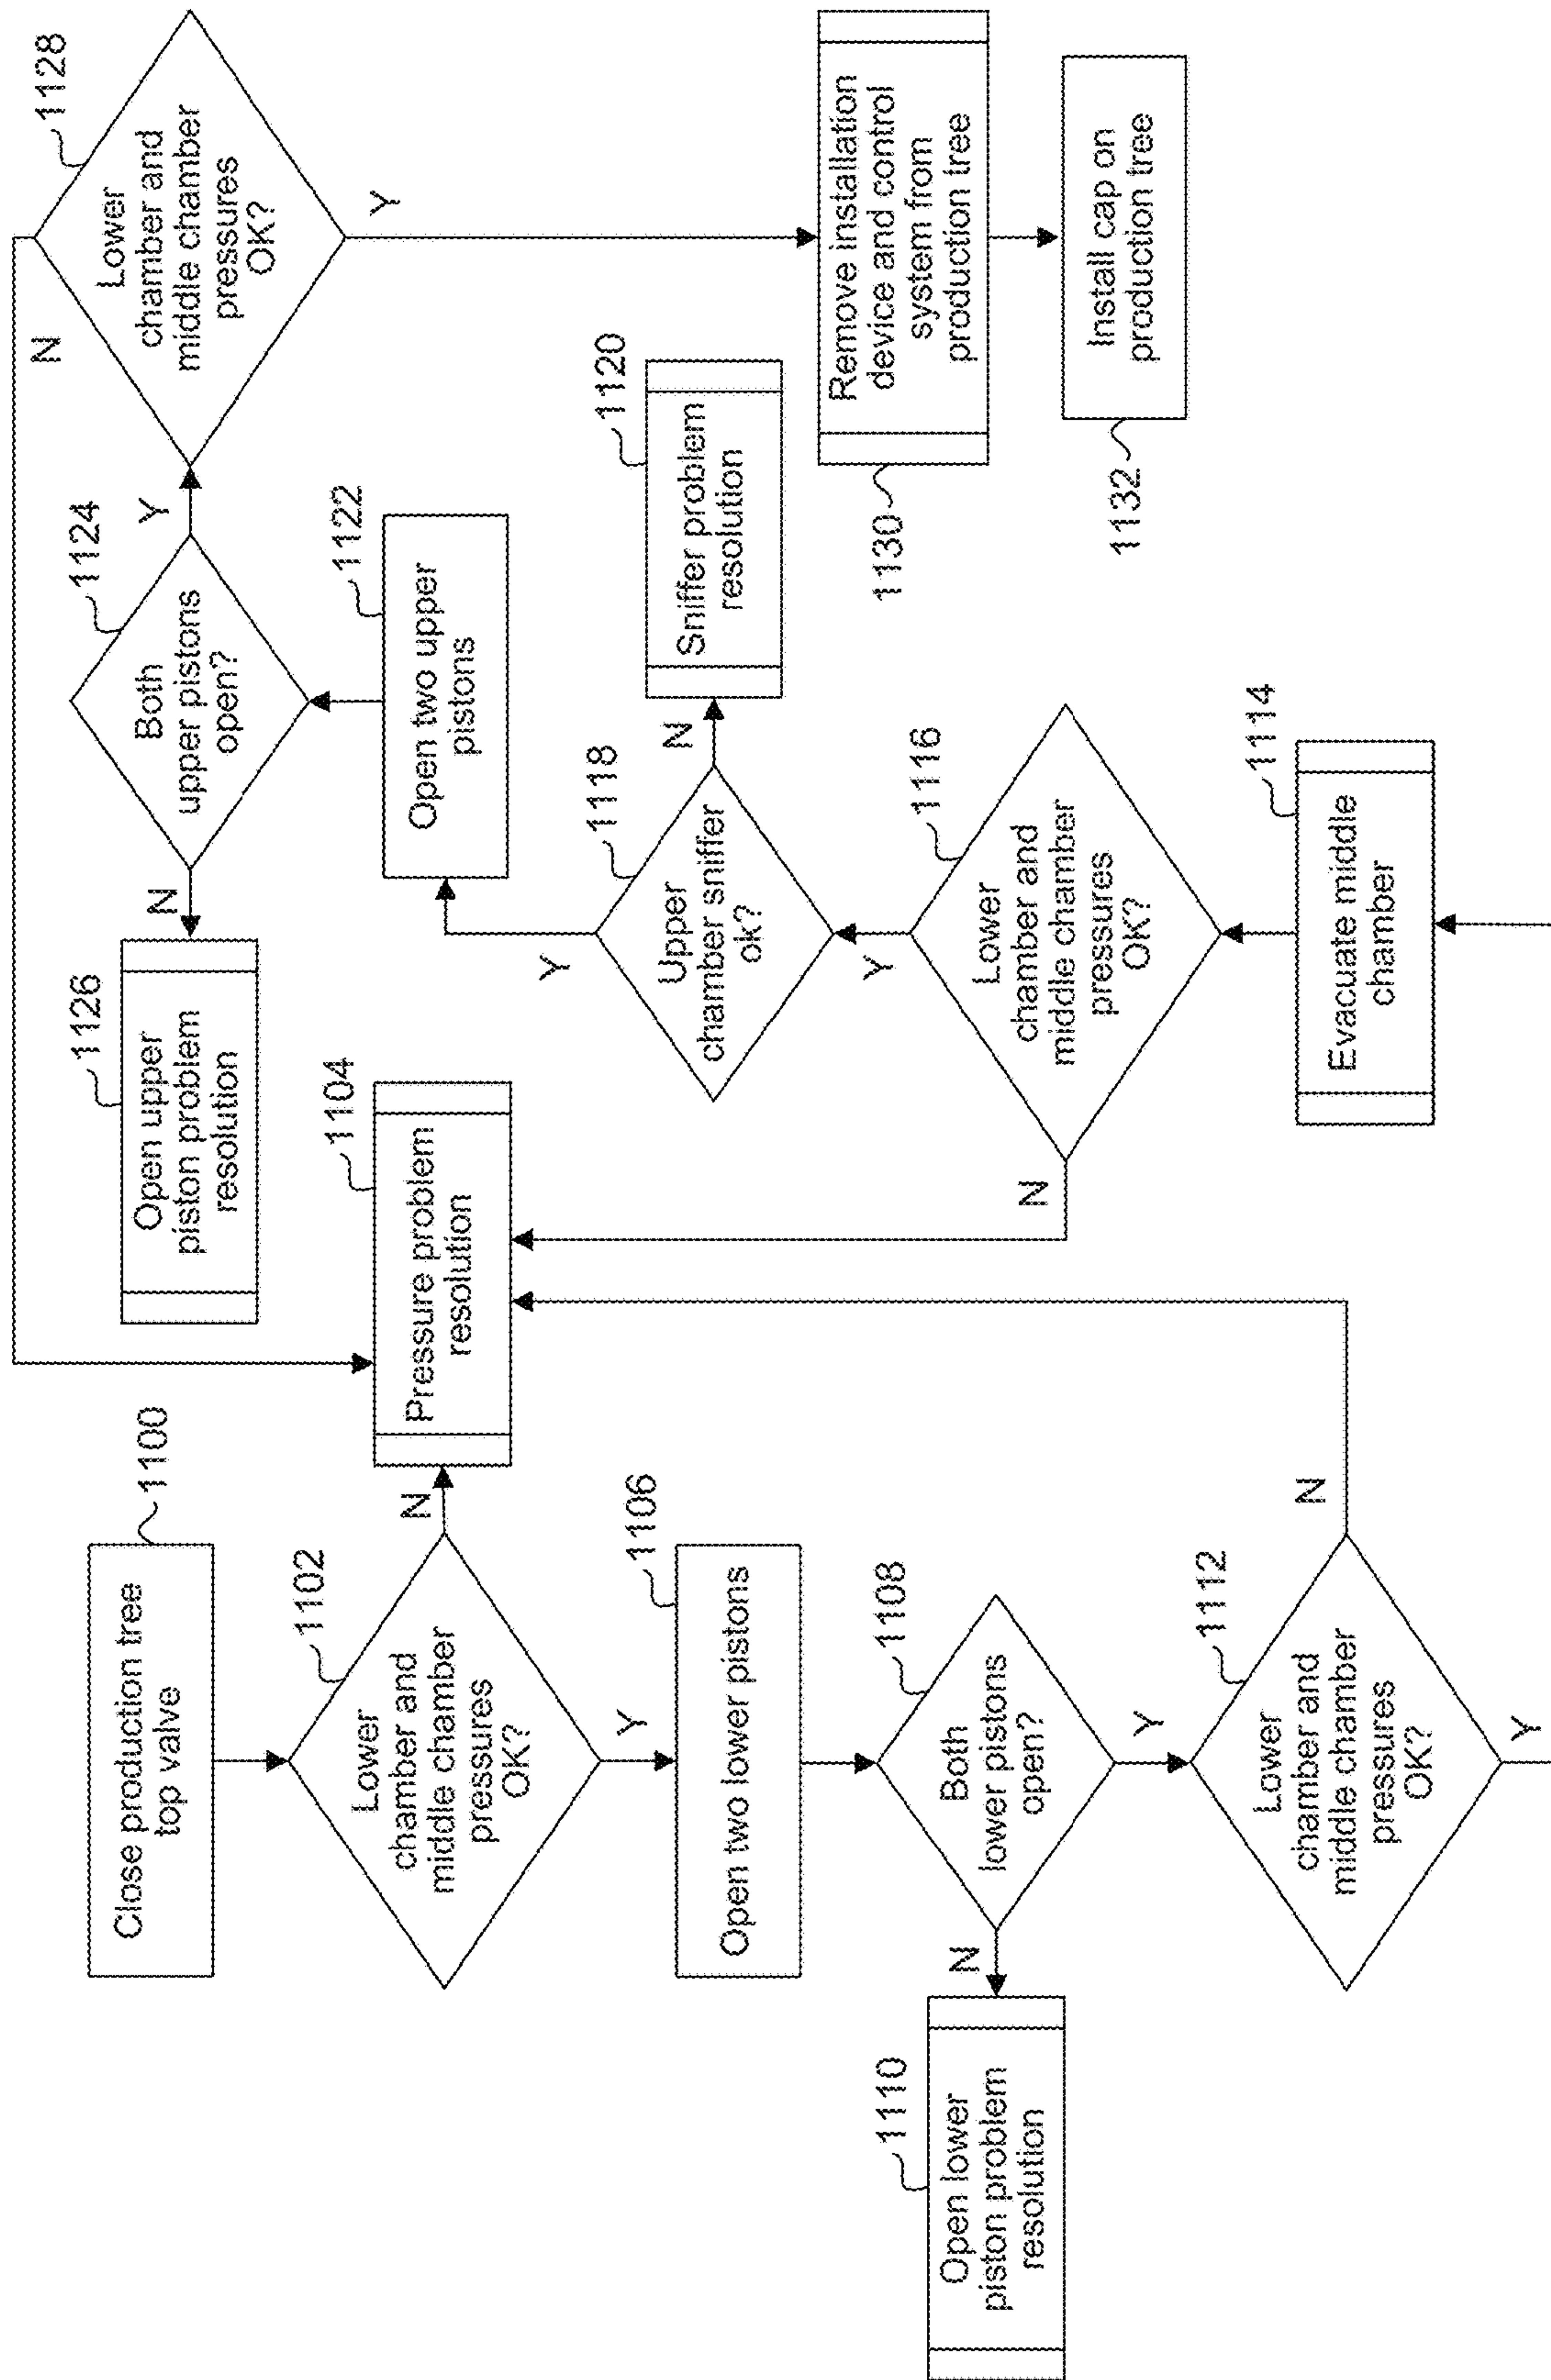 Close production tree
top valve
1100
Lower
chamber and
middle chamber
pressures
OK?
1102
N
Y
Pressure problem
resolution
1104
Open two lower pistons
1106
Both
lower pistons
open?
1108
N
Y
Open lower
piston problem
resolution
1110
Lower
chamber and
middle chamber
pressures
OK?
1112
N
Y
Evacuate middle
chamber
1114
Lower
chamber and
middle chamber
pressures
OK?
1116
N
Y
Upper
chamber sniffer
ok?
1118
N
Y
Sniffer problem
resolution
1120
Open two upper
pistons
1122
Both
upper pistons
open?
1124
N
Y
Open upper
piston problem
resolution
1126
Lower
chamber and
middle chamber
pressures
OK?
1128
N
Y
Remove installation
device and control
system from
production tree
1130
Install cap on
production tree
1132